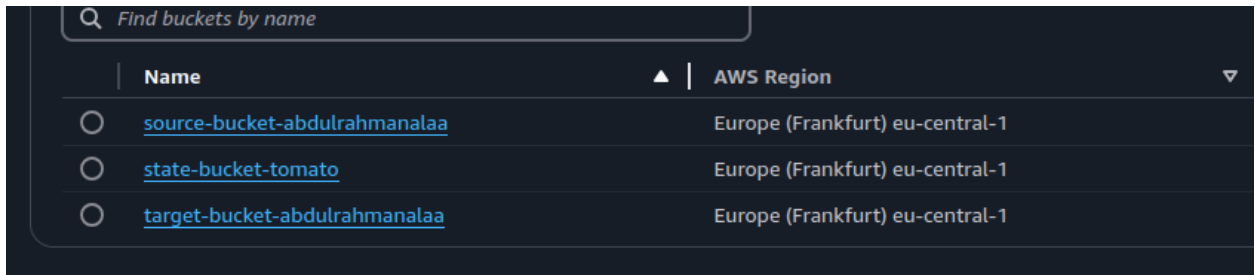 Find buckets by name
Name AWS Region
source-bucket-abdulrahmanalaa Europe (Frankfurt) eu-central-1
state-bucket-tomato Europe (Frankfurt) eu-central-1
target-bucket-abdulrahmanalaa Europe (Frankfurt) eu-central-1